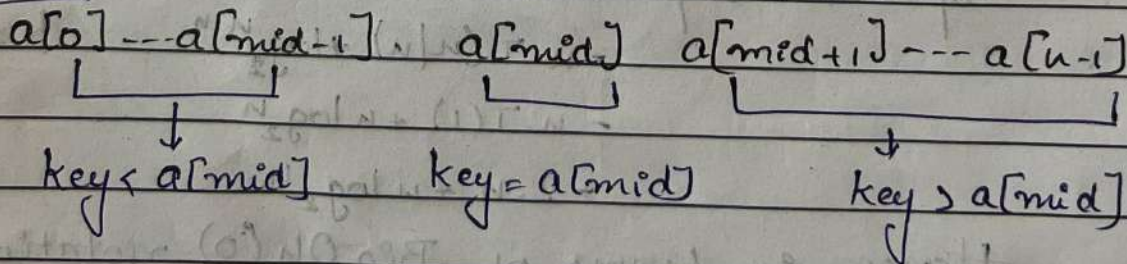 a[0] ---a[mid-1]. a[mid] a[mid+1] --- a[n-1]
key < a[mid] key = a[mid] key > a[mid]